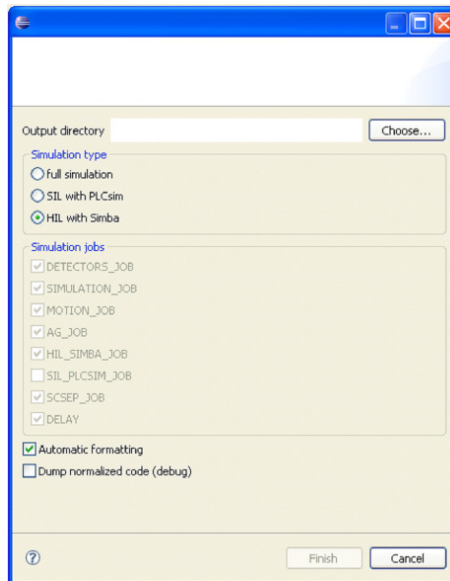 Output directory Choose...
Simulation type
full simulation
SIL with PLCsim
HIL with Simba
Simulation jobs
DETECTORS_JOB
SIMULATION_JOB
MOTION_JOB
AG_JOB
HIL_SIMBA_JOB
SIL_PLCSIM_JOB
SCSEP_JOB
DELAY
Automatic formatting
Dump normalized code (debug)
? Finish Cancel